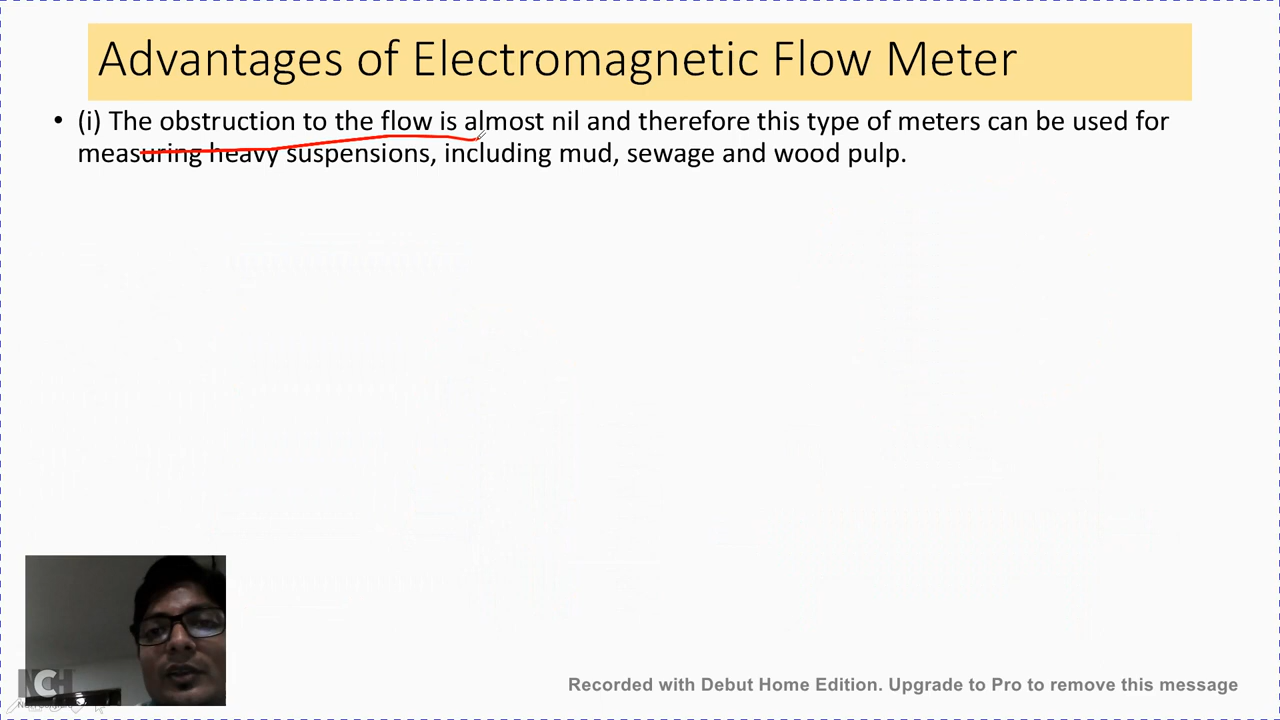 Advantages of Electromagnetic Flow Meter
• (i) The obstruction to the flow is almost nil and therefore this type of meters can be used for
measuring heavy suspensions, including mud, sewage and wood pulp.
NCH
Recorded with Debut Home Edition. Upgrade to Pro to remove this message